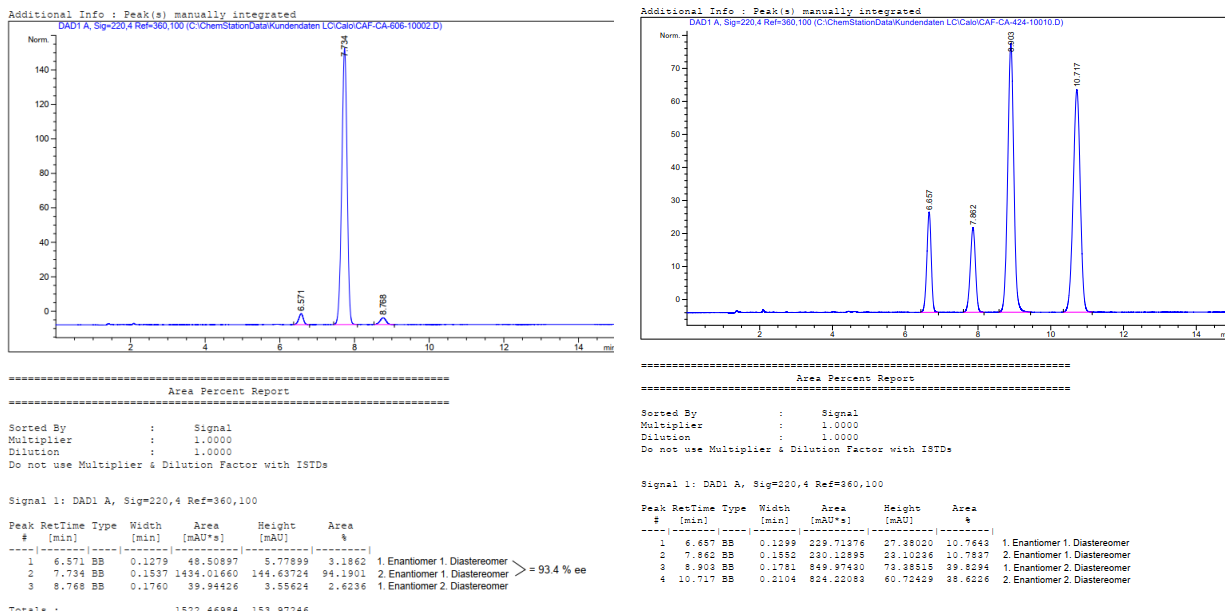 Additional Info : Peak(s) manually integrated
DAD1 A, Sig=220,4 Ref=360,100 (C:\ChemStationData\Kundendaten LC\Calo\CAF-CA-606-10002.D)
Norm.
7.734
140
120
100
80
60
40
20
0
6.571
8.768
2 4 6 8 10 12 14 min
==================================================================
Area Percent Report
==================================================================
Sorted By : Signal
Multiplier : 1.0000
Dilution : 1.0000
Do not use Multiplier & Dilution Factor with ISTDs
Signal 1: DAD1 A, Sig=220,4 Ref=360,100
Peak RetTime Type Width Area Height Area
# [min] [min] [mAU*s] [mAU] %
----|-------|----|-------|----------|----------|--------|
1 6.571 BB 0.1279 48.50897 5.77899 3.1862 1. Enantiomer 1. Diastereomer
2 7.734 BB 0.1537 1434.01660 144.63724 94.1901 2. Enantiomer 1. Diastereomer
> = 93.4 % ee
3 8.768 BB 0.1760 39.94426 3.55624 2.6236 1. Enantiomer 2. Diastereomer
Totals : 1522.46984 153.97246
Additional Info : Peak(s) manually integrated
DAD1 A, Sig=220,4 Ref=360,100 (C:\ChemStationData\Kundendaten LC\Calo\CAF-CA-424-10010.D)
Norm.
8.903
10.717
70
60
50
40
30
20
10
0
6.657
7.862
2 4 6 8 10 12 14 m
==================================================================
Area Percent Report
==================================================================
Sorted By : Signal
Multiplier : 1.0000
Dilution : 1.0000
Do not use Multiplier & Dilution Factor with ISTDs
Signal 1: DAD1 A, Sig=220,4 Ref=360,100
Peak RetTime Type Width Area Height Area
# [min] [min] [mAU*s] [mAU] %
----|-------|----|-------|----------|----------|--------|
1 6.657 BB 0.1299 229.71376 27.38020 10.7643 1. Enantiomer 1. Diastereomer
2 7.862 BB 0.1552 230.12895 23.10236 10.7837 2. Enantiomer 1. Diastereomer
3 8.903 BB 0.1781 849.97430 73.38515 39.8294 1. Enantiomer 2. Diastereomer
4 10.717 BB 0.2104 824.22083 60.72429 38.6226 2. Enantiomer 2. Diastereomer